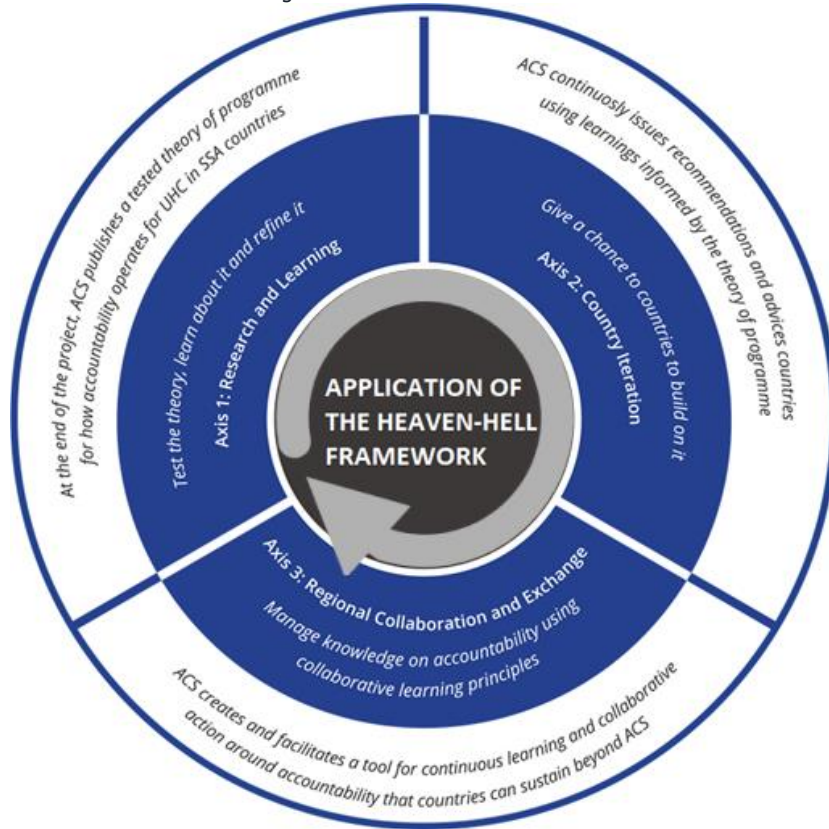 APPLICATION OF
THE HEAVEN-HELL
FRAMEWORK
At the end of the project, ACS publishes a tested theory of programme
for how accountability operates for UHC in SSA countries
Test the theory, learn about it and refine it
Axis 1: Research and Learning
ACS continuosly issues recommendations and advices countries
using learnings informed by the theory of programme
Give a chance to countries to build on it
Axis 2: Country Iteration
Axis 3: Regional Collaboration and Exchange
Manage knowledge on accountability using
collaborative learning principles
ACS creates and facilitates a tool for continuous learning and collaborative
action around accountability that countries can sustain beyond ACS